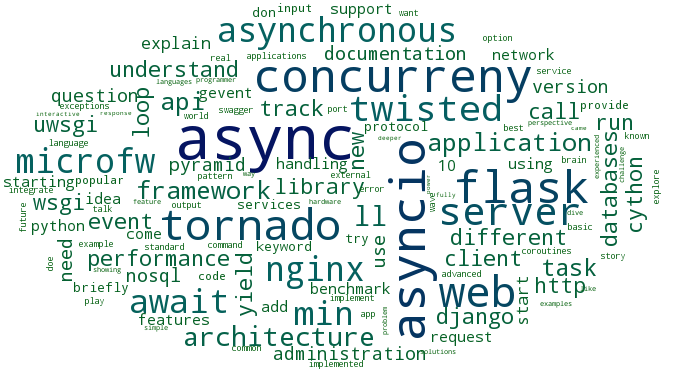 want
don input support option
asynchronous
explain documentation network
real
understand concurreny service
applications
languages programmer
question gevent version
swagger port provide
loop api track twisted call
exceptions
interactive response
uwsgi world protocol perspective run
best came known
language async new deeper
microfw application brain
pyramid handling
pattern external 10 using
may
starting popular error
integrate framework library experienced challenge databases cython explore
wsgi idea asyncio flask
feature services wave fully dive
python talk output hardware power server basic
event tornado ll
future come use different coroutines story
standard command keyword try
doe need example performance client task
showing nosql code nginx advanced
briefly yield benchmark http like
play await add implement min app web start examples
features django
simple architecture problem request
common administration solutions
implemented